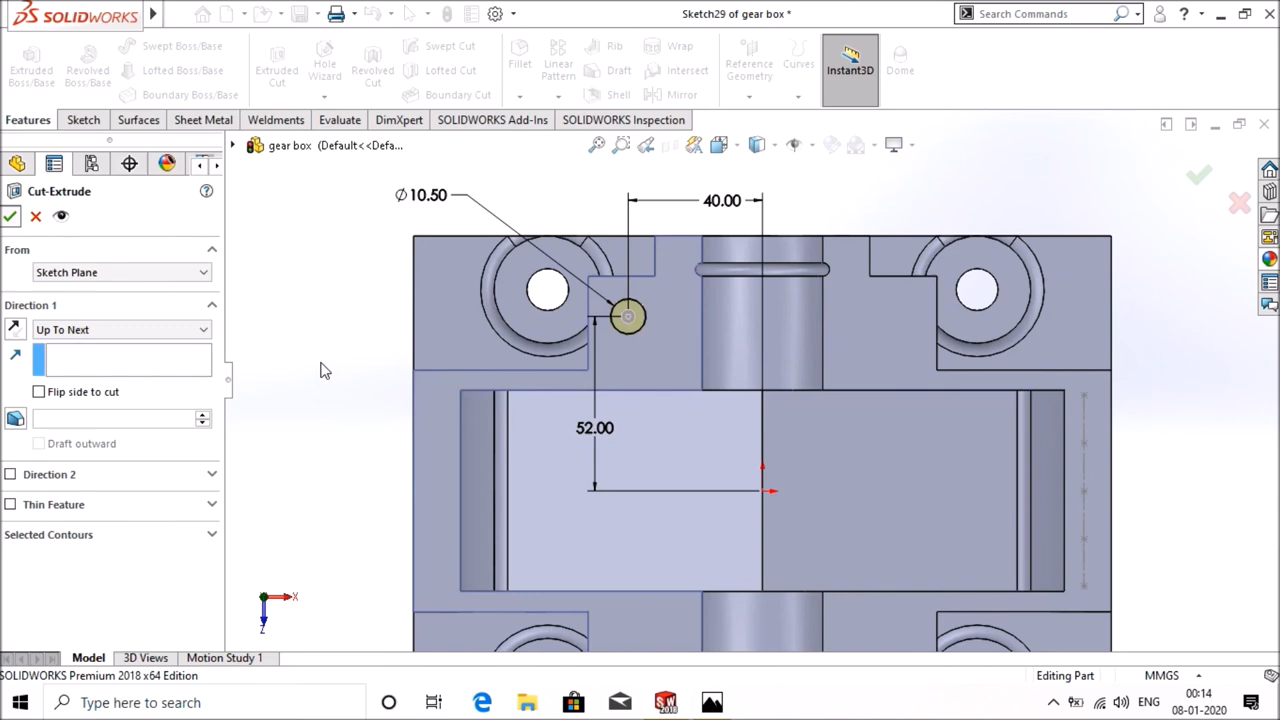 SOLIDWORKS
Sketch29 of gear box *
Search Commands
?
Extruded Boss/Base
Revolved Boss/Base
Swept Boss/Base
Lofted Boss/Base
Boundary Boss/Base
Extruded Cut
Hole Wizard
Revolved Cut
Swept Cut
Lofted Cut
Boundary Cut
Fillet
Linear Pattern
Rib
Draft
Shell
Wrap
Intersect
Mirror
Reference Geometry
Curves
Instant3D
Dome
Features
Sketch
Surfaces
Sheet Metal
Weldments
Evaluate
DimXpert
SOLIDWORKS Add-Ins
SOLIDWORKS Inspection
gear box (Default<<Defa...
Cut-Extrude
?
From
Sketch Plane
Direction 1
Up To Next
Flip side to cut
Draft outward
Direction 2
Thin Feature
Selected Contours
Ø10.50
40.00
52.00
X
Z
Model
3D Views
Motion Study 1
SOLIDWORKS Premium 2018 x64 Edition
Editing Part
MMGS
Type here to search
SW
2018
ENG
00:14
08-01-2020